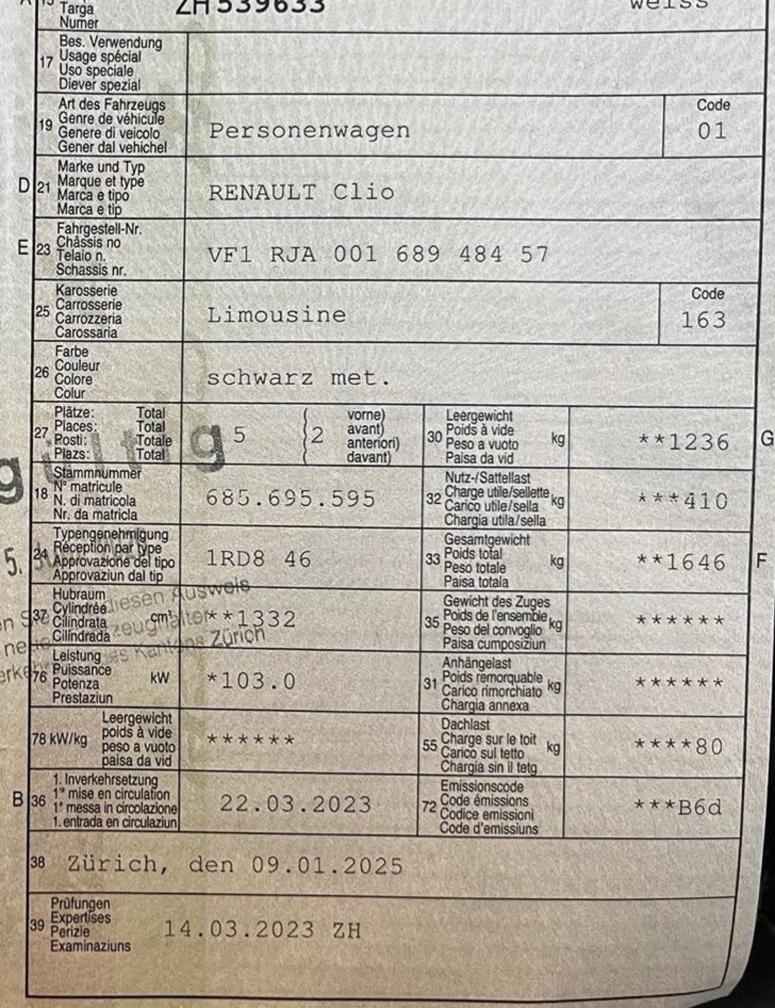 Targa
Numer
ZH 539633
weiss
17
Bes. Verwendung
Usage spécial
Uso speciale
Diever spezial
19
Art des Fahrzeugs
Genre de véhicule
Genere di veicolo
Gener dal vehichel
Personenwagen
Code
01
D
21
Marke und Typ
Marque et type
Marca e tipo
Marca e tip
RENAULT Clio
E
23
Fahrgestell-Nr.
Châssis no
Telaio n.
Schassis nr.
VF1 RJA 001 689 484 57
25
Karosserie
Carrosserie
Carrozzeria
Carossaria
Limousine
Code
163
26
Farbe
Couleur
Colore
Colur
schwarz met.
27
Plätze: Total
Places: Total
Posti: Totale
Plazs: Total
5
2
vorne)
avant)
anteriori)
davant)
30
Leergewicht
Poids à vide
Peso a vuoto
Paisa da vid
kg
**1236
G
18
Stammnummer
N° matricule
N. di matricola
Nr. da matricla
685.695.595
32
Nutz-/Sattellast
Charge utile/sellette
Carico utile/sella
Chargia utila/sella
kg
***410
24
Typengenehmigung
Réception par type
Approvazione del tipo
Approvaziun dal tip
1RD8 46
33
Gesamtgewicht
Poids total
Peso totale
Paisa totala
kg
**1646
F
37
Hubraum
Cylindrée
Cilindrata
Cilindrada
cm³
**1332
diesen Ausweis
halter
des Kantons Zürich
35
Gewicht des Zuges
Poids de l'ensemble
Peso del convoglio
Paisa cumposiziun
kg
******
76
Leistung
Puissance
Potenza
Prestaziun
kW
*103.0
31
Anhängelast
Poids remorquable
Carico rimorchiato
Chargia annexa
kg
******
78 kW/kg
Leergewicht
poids à vide
peso a vuoto
paisa da vid
******
55
Dachlast
Charge sur le toit
Carico sul tetto
Chargia sin il tetg
kg
****80
B
36
1. Inverkehrsetzung
1re mise en circulation
1a messa in circolazione
1. entrada en circulaziun
22.03.2023
72
Emissionscode
Code émissions
Codice emissioni
Code d'emissiuns
***B6d
38
Zürich, den 09.01.2025
39
Prüfungen
Expertises
Perizie
Examinaziuns
14.03.2023 ZH